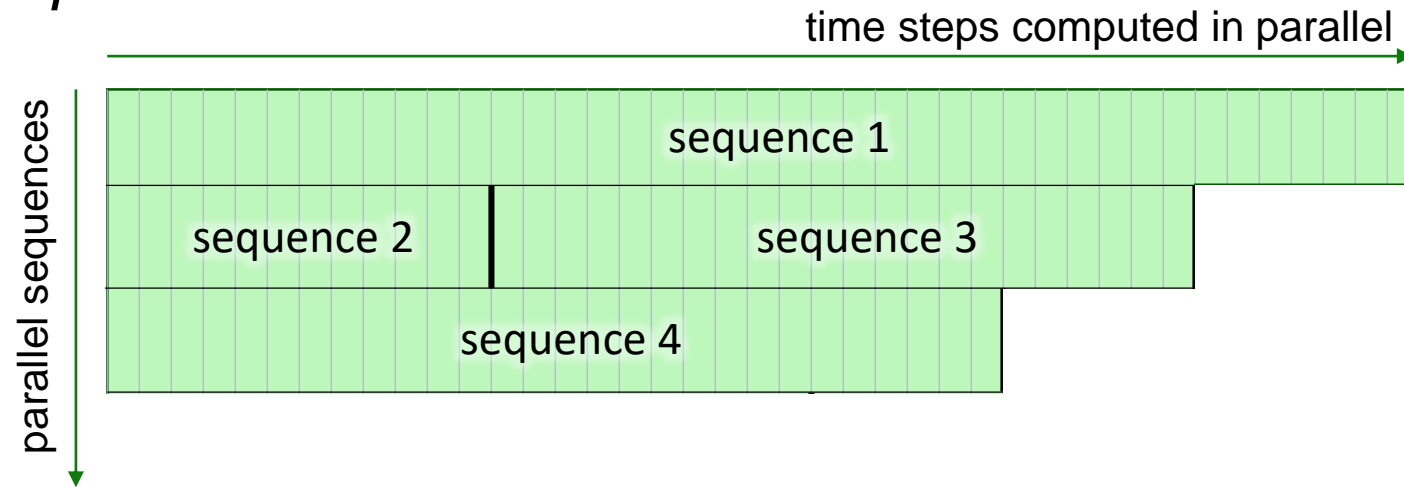 time steps computed in parallel
parallel sequences
sequence 1
sequence 2
sequence 3
sequence 4